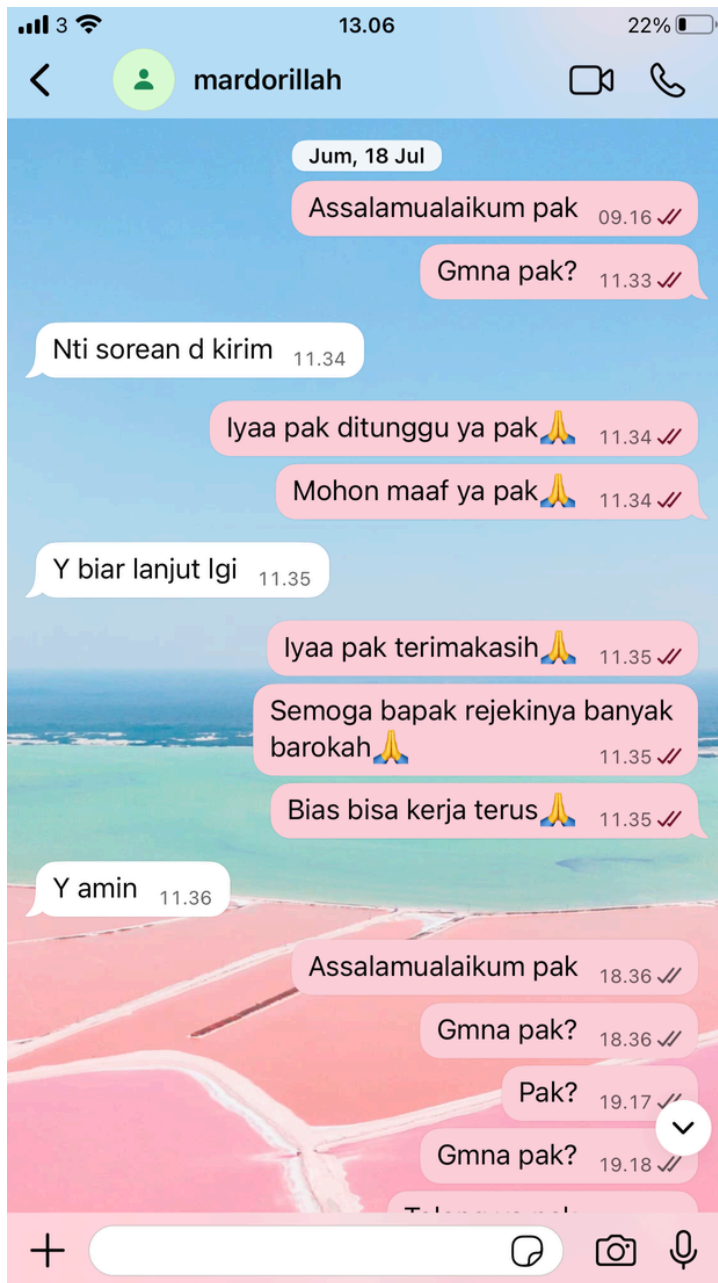 3
13.06
22%
mardorillah
Jum, 18 Jul
Assalamualaikum pak 09.16
Gmna pak? 11.33
Nti sorean d kirim 11.34
Iyaa pak ditunggu ya pak🙏 11.34
Mohon maaf ya pak🙏 11.34
Y biar lanjut lgi 11.35
Iyaa pak terimakasih🙏 11.35
Semoga bapak rejekinya banyak
barokah🙏 11.35
Bias bisa kerja terus🙏 11.35
Y amin 11.36
Assalamualaikum pak 18.36
Gmna pak? 18.36
Pak? 19.17
Gmna pak? 19.18